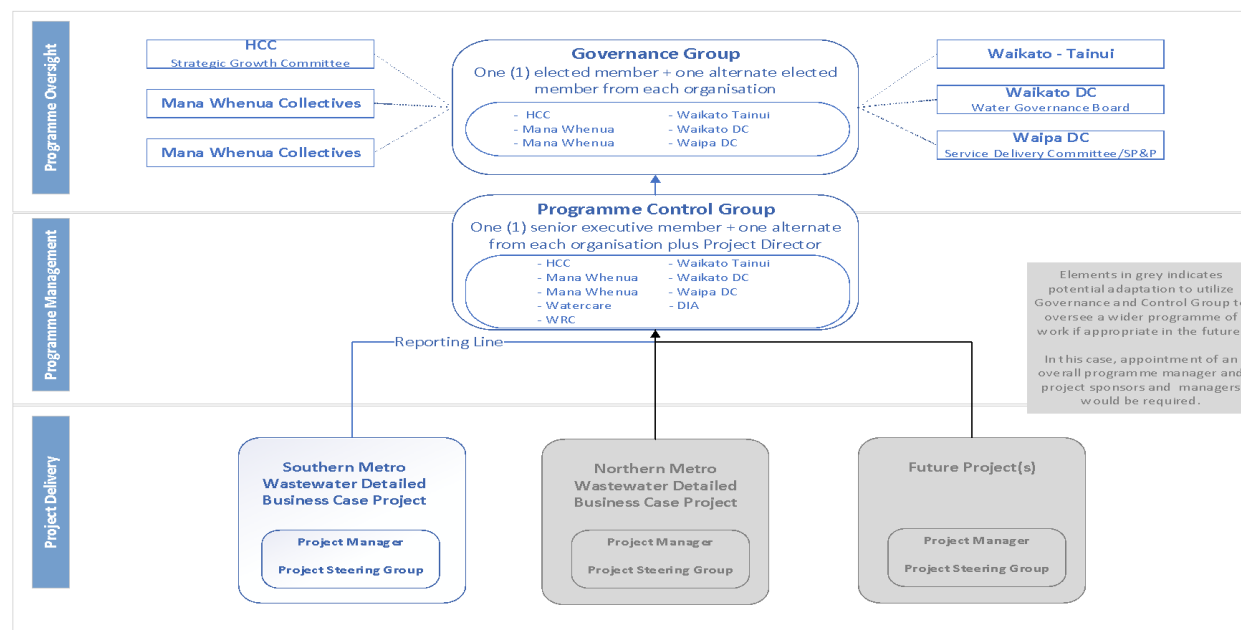 Programme Oversight
HCC
Strategic Growth Committee
Mana Whenua Collectives
Mana Whenua Collectives
Governance Group
One (1) elected member + one alternate elected
member from each organisation
- HCC
- Mana Whenua
- Mana Whenua
- Waikato Tainui
- Waikato DC
- Waipa DC
Waikato - Tainui
Waikato DC
Water Governance Board
Waipa DC
Service Delivery Committee/SP&P
Programme Management
Programme Control Group
One (1) senior executive member + one alternate
from each organisation plus Project Director
- HCC
- Mana Whenua
- Mana Whenua
- Watercare
- WRC
- Waikato Tainui
- Waikato DC
- Waipa DC
- DIA
Reporting Line
Elements in grey indicates
potential adaptation to utilize
Governance and Control Group to
oversee a wider programme of
work if appropriate in the future
In this case, appointment of an
overall programme manager and
project sponsors and managers
would be required.
Project Delivery
Southern Metro
Wastewater Detailed
Business Case Project
Project Manager
Project Steering Group
Northern Metro
Wastewater Detailed
Business Case Project
Project Manager
Project Steering Group
Future Project(s)
Project Manager
Project Steering Group